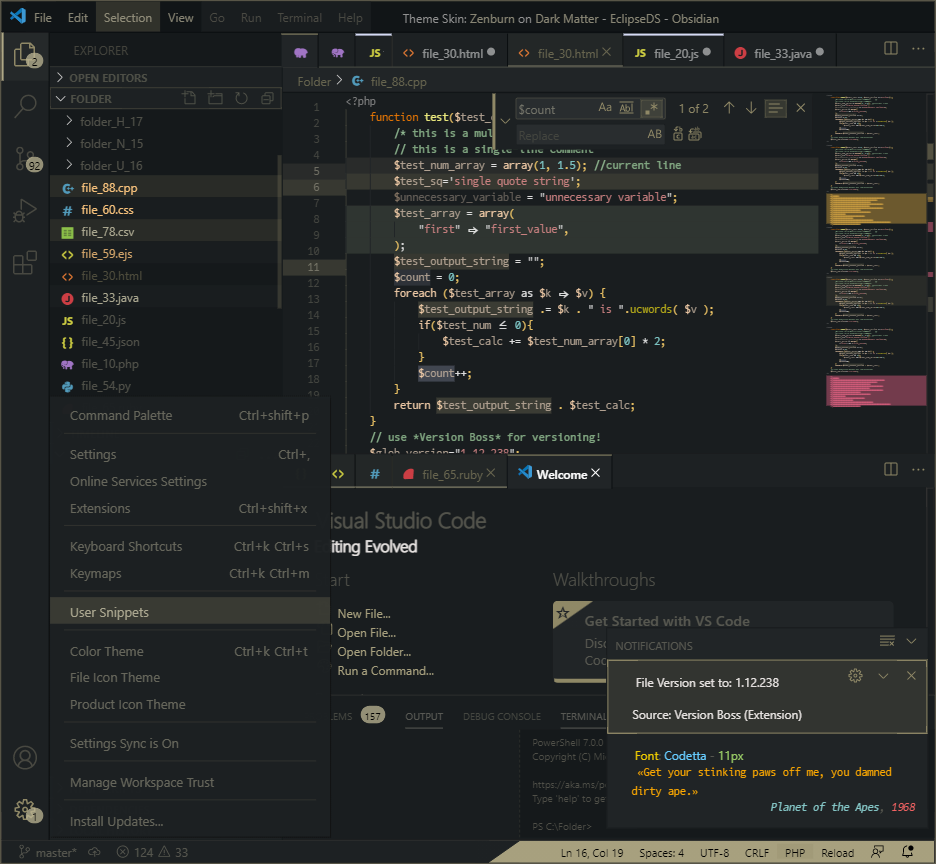 File Edit Selection View Go Run Terminal Help Theme Skin: Zenburn on Dark Matter - EclipseDS - Obsidian
EXPLORER
JS file_30.html file_30.html JS file_20.js file_33.java
2
OPEN EDITORS
FOLDER
Folder > file_88.cpp
folder_H_17
folder_N_15
folder_U_16
file_88.cpp
# file_60.css
file_78.csv
file_59.ejs
file_30.html
file_33.java
JS file_20.js
{} file_45.json
file_10.php
file_54.py
92
$count Aa Abl .* 1 of 2
Replace AB
<?php
1 function test($test_
2 /* this is a mul
3 // this is a single line comment
4
5 $test_num_array = array(1, 1.5); //current line
6 $test_sq='single quote string';
7 $unnecessary_variable = "unnecessary variable";
8 $test_array = array(
9 "first" => "first_value",
10 );
11 $test_output_string = "";
12 $count = 0;
13 foreach ($test_array as $k => $v) {
14 $test_output_string .= $k . " is ".ucwords( $v );
15 if($test_num ≤ 0){
16 $test_calc += $test_num_array[0] * 2;
17 }
18 $count++;
19 }
return $test_output_string . $test_calc;
}
// use *Version Boss* for versioning!
$glob_version="1.12.238";
Command Palette Ctrl+shift+p
Settings Ctrl+,
Online Services Settings
Extensions Ctrl+shift+x
Keyboard Shortcuts Ctrl+k Ctrl+s
Keymaps Ctrl+k Ctrl+m
User Snippets
Color Theme Ctrl+k Ctrl+t
File Icon Theme
Product Icon Theme
Settings Sync is On
Manage Workspace Trust
Install Updates...
# file_65.ruby Welcome
isual Studio Code
iting Evolved
art
New File...
Open File...
Open Folder...
Run a Command...
Walkthroughs
Get Started with VS Code
Disc
Coo
LEMS 157 OUTPUT DEBUG CONSOLE TERMINAL
PowerShell 7.0.0
Copyright (C) Mi
https://aka.ms/p
Type 'help' to ge
PS C:\Folder>
NOTIFICATIONS
File Version set to: 1.12.238
Source: Version Boss (Extension)
Font: Codetta - 11px
«Get your stinking paws off me, you damned
dirty ape.»
Planet of the Apes, 1968
1
master* 124 33 Ln 16, Col 19 Spaces: 4 UTF-8 CRLF PHP Reload